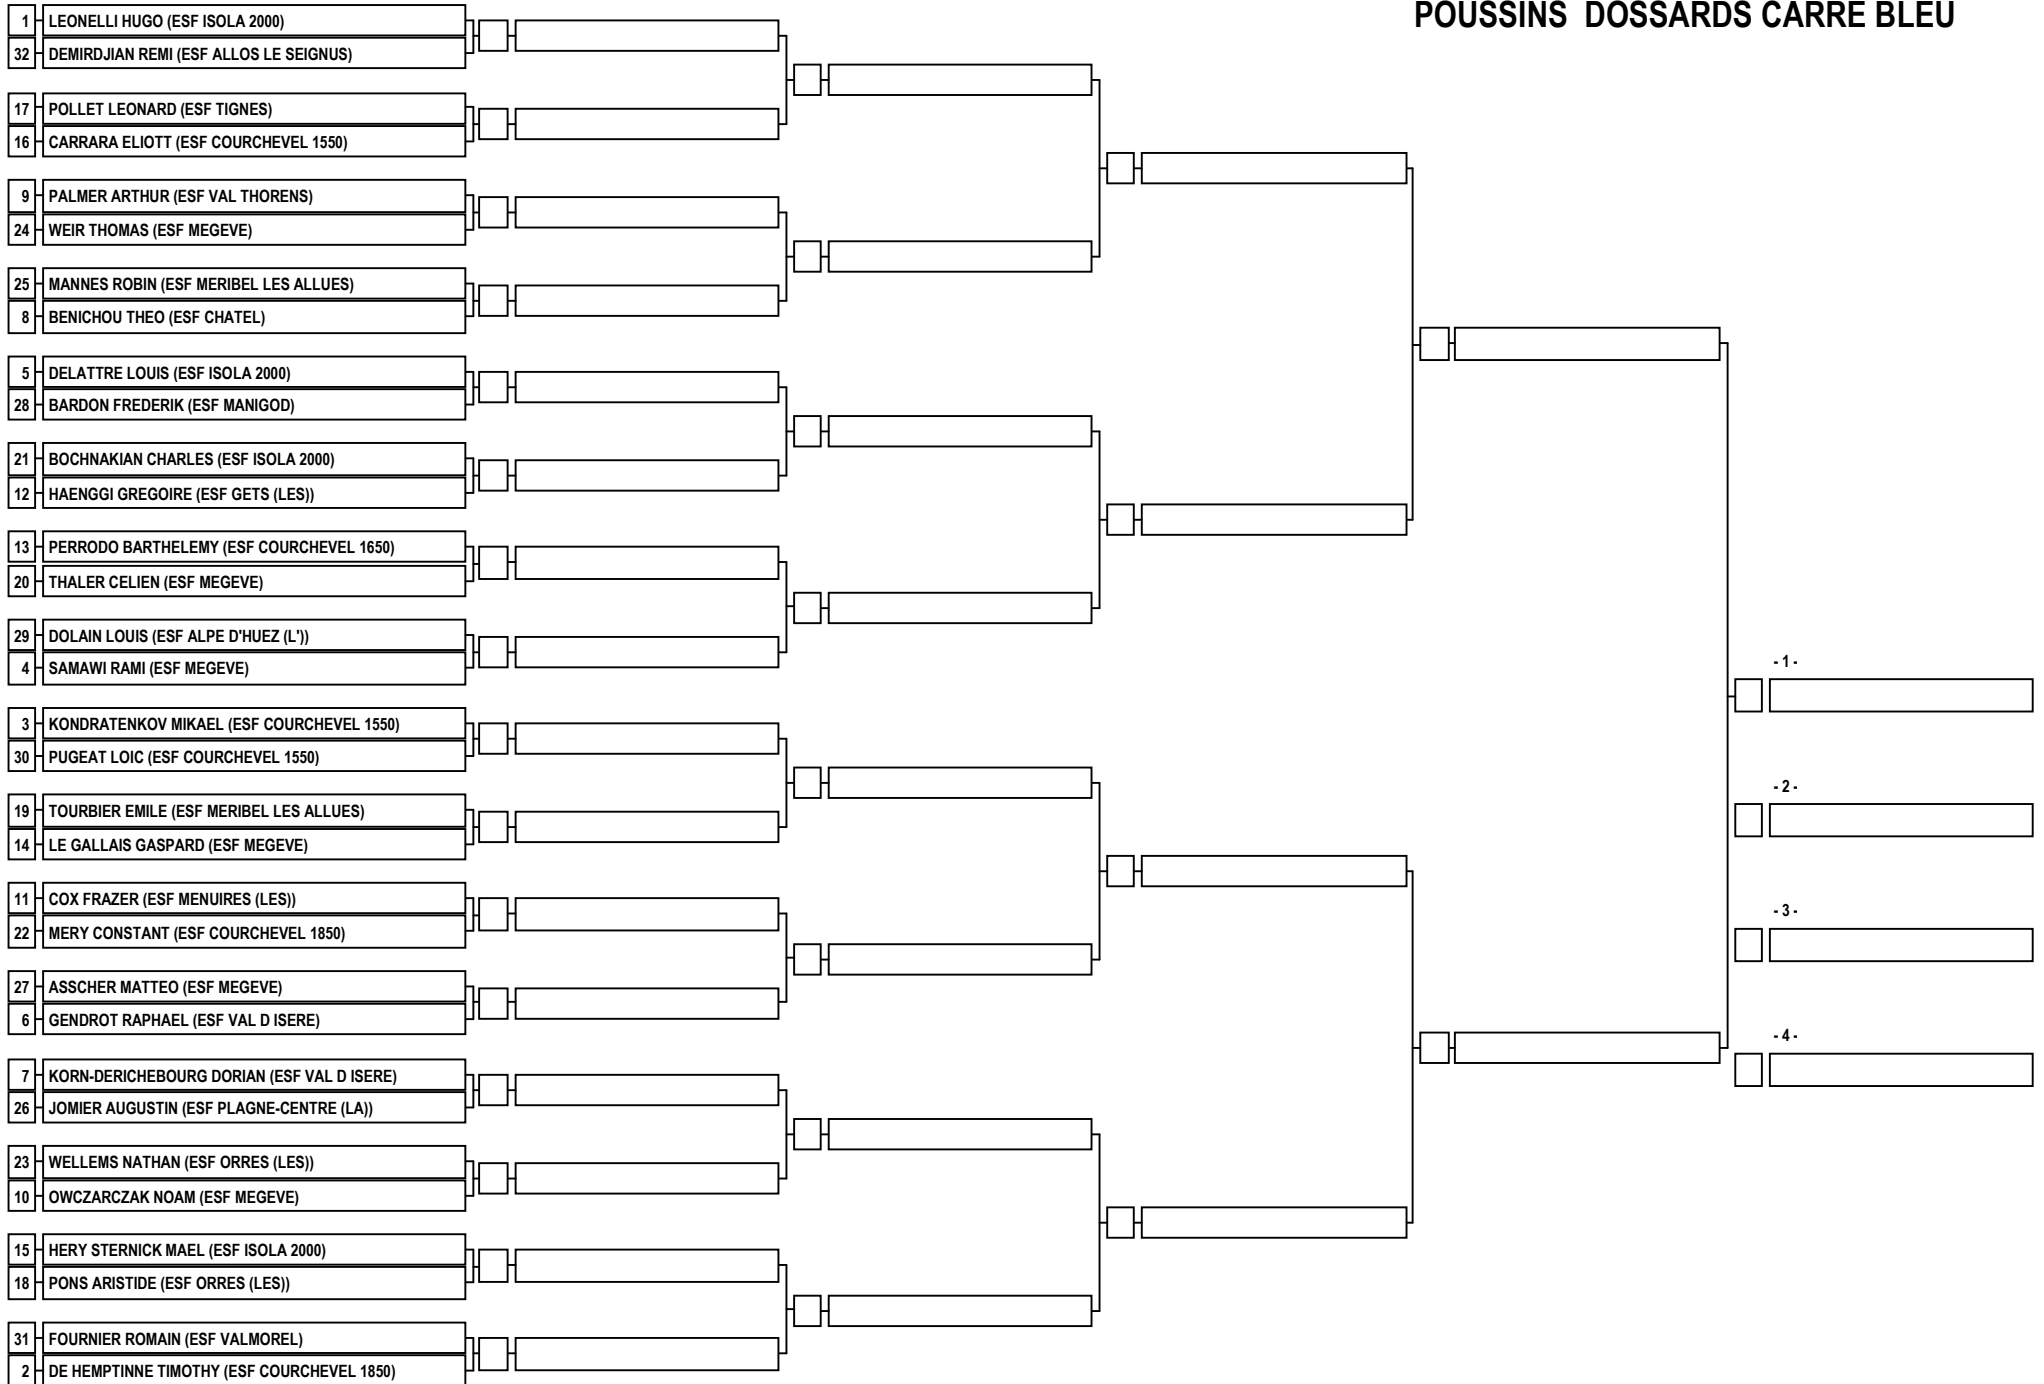 POUSSINS DOSSARDS CARRE BLEU
1 LEONELLI HUGO (ESF ISOLA 2000)
32 DEMIRDJIAN REMI (ESF ALLOS LE SEIGNUS)
17 POLLET LEONARD (ESF TIGNES)
16 CARRARA ELIOTT (ESF COURCHEVEL 1550)
9 PALMER ARTHUR (ESF VAL THORENS)
24 WEIR THOMAS (ESF MEGEVE)
25 MANNES ROBIN (ESF MERIBEL LES ALLUES)
8 BENICHOU THEO (ESF CHATEL)
5 DELATTRE LOUIS (ESF ISOLA 2000)
28 BARDON FREDERIK (ESF MANIGOD)
21 BOCHNAKIAN CHARLES (ESF ISOLA 2000)
12 HAENGGI GREGOIRE (ESF GETS (LES))
13 PERRODO BARTHELEMY (ESF COURCHEVEL 1650)
20 THALER CELIEN (ESF MEGEVE)
29 DOLAIN LOUIS (ESF ALPE D'HUEZ (L'))
4 SAMAWI RAMI (ESF MEGEVE)
3 KONDRATENKOV MIKAEL (ESF COURCHEVEL 1550)
30 PUGEAT LOIC (ESF COURCHEVEL 1550)
19 TOURBIER EMILE (ESF MERIBEL LES ALLUES)
14 LE GALLAIS GASPARD (ESF MEGEVE)
11 COX FRAZER (ESF MENUIRES (LES))
22 MERY CONSTANT (ESF COURCHEVEL 1850)
27 ASSCHER MATTEO (ESF MEGEVE)
6 GENDROT RAPHAEL (ESF VAL D ISERE)
7 KORN-DERICHEBOURG DORIAN (ESF VAL D ISERE)
26 JOMIER AUGUSTIN (ESF PLAGNE-CENTRE (LA))
23 WELLEMS NATHAN (ESF ORRES (LES))
10 OWCZARCZAK NOAM (ESF MEGEVE)
15 HERY STERNICK MAEL (ESF ISOLA 2000)
18 PONS ARISTIDE (ESF ORRES (LES))
31 FOURNIER ROMAIN (ESF VALMOREL)
2 DE HEMPTINNE TIMOTHY (ESF COURCHEVEL 1850)
- 1 -
- 2 -
- 3 -
- 4 -